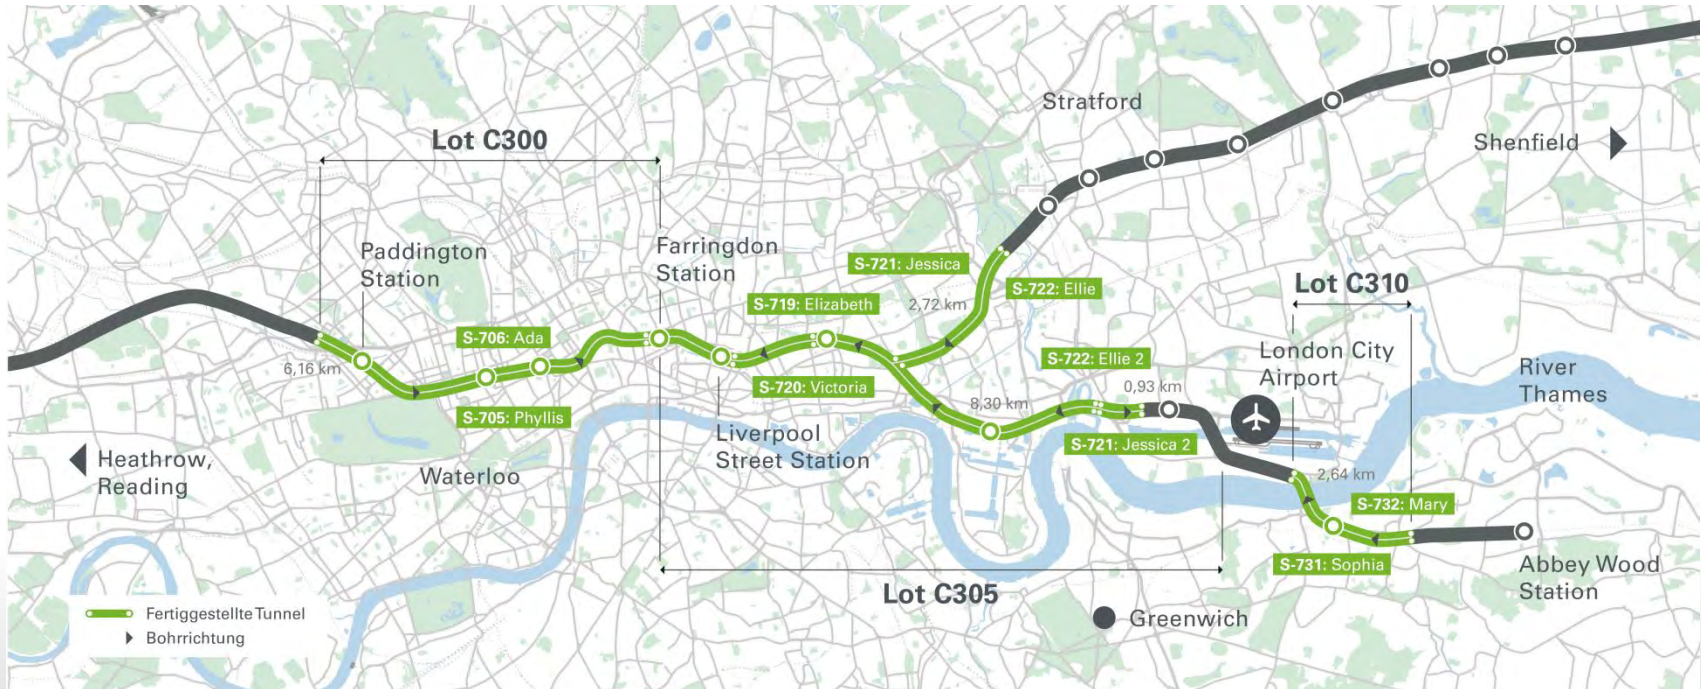 Stratford
Shenfield
Lot C300
Paddington
Station
Farringdon
Station
S-721: Jessica
S-722: Ellie
2,72 km
Lot C310
S-719: Elizabeth
S-706: Ada
6,16 km
S-720: Victoria
S-705: Phyllis
S-722: Ellie 2
0,93 km
London City
Airport
River
Thames
8,30 km
Liverpool
Street Station
S-721: Jessica 2
Heathrow,
Reading
Waterloo
2,64 km
S-732: Mary
S-731: Sophia
Abbey Wood
Station
Lot C305
Greenwich
Fertiggestellte Tunnel
Bohrrichtung